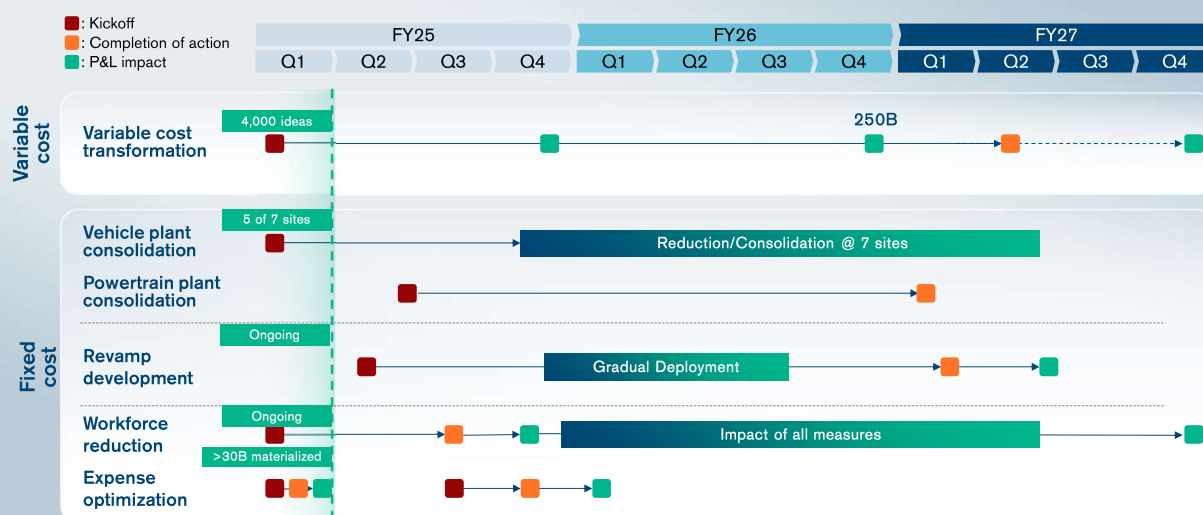 : Kickoff
: Completion of action
: P&L impact
FY25 FY26 FY27
Q1 Q2 Q3 Q4 Q1 Q2 Q3 Q4 Q1 Q2 Q3 Q4
Variable
cost
4,000 ideas
Variable cost
transformation
250B
Fixed
cost
5 of 7 sites
Vehicle plant
consolidation
Reduction/Consolidation @ 7 sites
Powertrain plant
consolidation
Ongoing
Revamp
development
Gradual Deployment
Ongoing
Workforce
reduction
Impact of all measures
>30B materialized
Expense
optimization